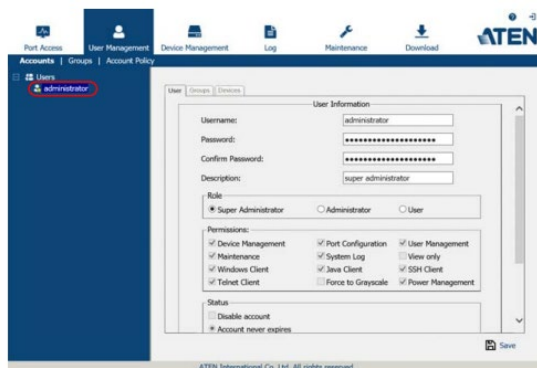 ATEN
Port Access
User Management
Device Management
Log
Maintenance
Download
Accounts | Groups | Account Policy
Users
administrator
User
Groups
Devices
User Information
Username:
administrator
Password:
Confirm Password:
Description:
super administrator
Role
Super Administrator
Administrator
User
Permissions:
Device Management
Port Configuration
User Management
Maintenance
System Log
View only
Windows Client
Java Client
SSH Client
Telnet Client
Force to Grayscale
Power Management
Status
Disable account
Account never expires
Save
ATEN International Co. Ltd. All rights reserved.